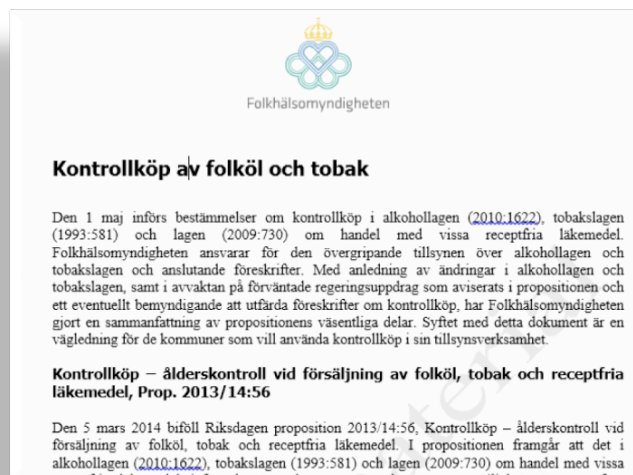 Folkhälsomyndigheten
Kontrollköp av folköl och tobak
Den 1 maj införs bestämmelser om kontrollköp i alkohollagen (2010:1622), tobakslagen
(1993:581) och lagen (2009:730) om handel med vissa receptfria läkemedel.
Folkhälsomyndigheten ansvarar för den övergripande tillsynen över alkohollagen och
tobakslagen och anslutande föreskrifter. Med anledning av ändringar i alkohollagen och
tobakslagen, samt i avvaktan på förväntade regeringsuppdrag som aviserats i propositionen och
ett eventuellt bemyndigande att utfärda föreskrifter om kontrollköp, har Folkhälsomyndigheten
gjort en sammanfattning av propositionens väsentliga delar. Syftet med detta dokument är en
vägledning för de kommuner som vill använda kontrollköp i sin tillsynsverksamhet.
Kontrollköp – ålderskontroll vid försäljning av folköl, tobak och receptfria
läkemedel, Prop. 2013/14:56
Den 5 mars 2014 biföll Riksdagen proposition 2013/14:56, Kontrollköp – ålderskontroll vid
försäljning av folköl, tobak och receptfria läkemedel. I propositionen framgår att det i
alkohollagen (2010:1622), tobakslagen (1993:581) och lagen (2009:730) om handel med vissa